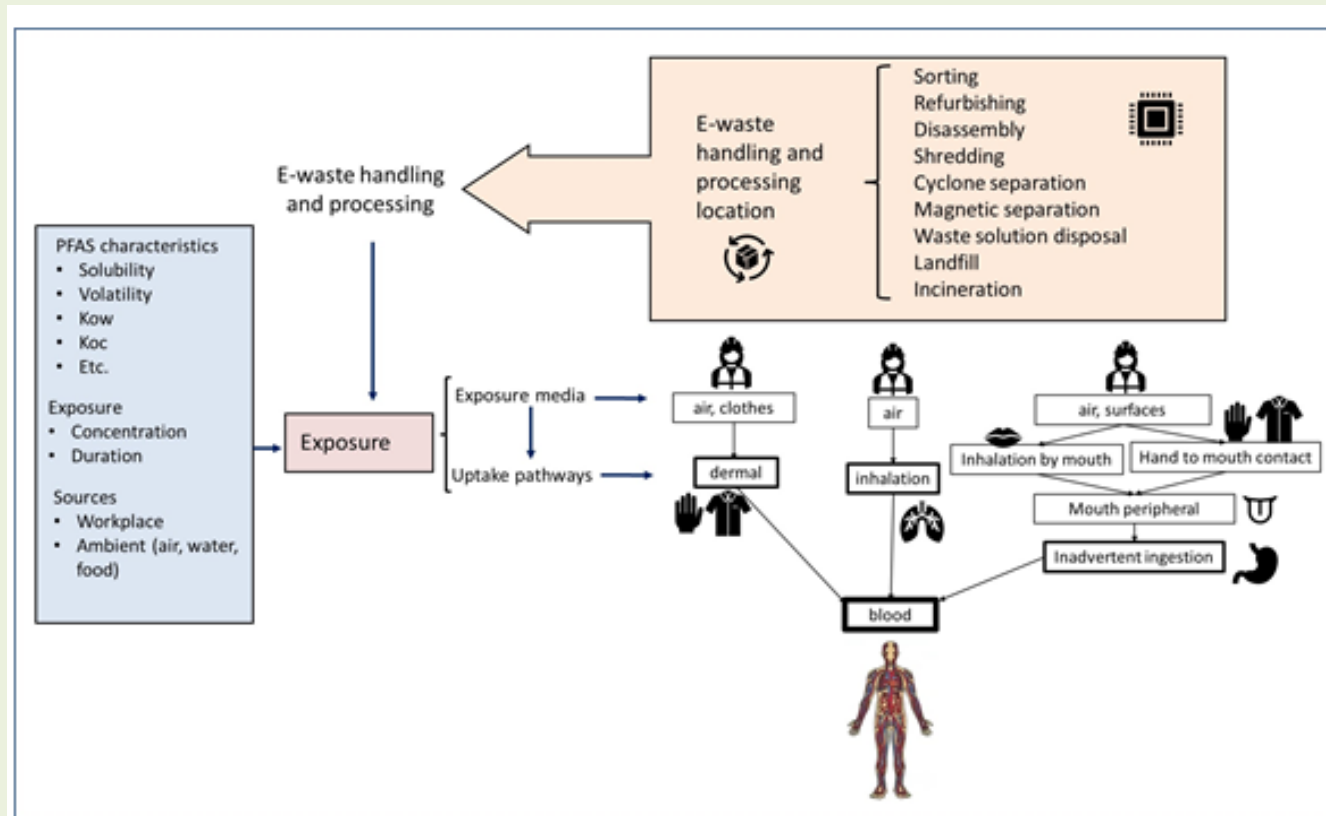 E-waste
handling and
processing
location
Sorting
Refurbishing
Disassembly
Shredding
Cyclone separation
Magnetic separation
Waste solution disposal
Landfill
Incineration
E-waste handling
and processing
PFAS characteristics
• Solubility
• Volatility
• Kow
• Koc
• Etc.
Exposure
• Concentration
• Duration
Sources
• Workplace
• Ambient (air, water,
food)
Exposure
Exposure media
Uptake pathways
air, clothes
dermal
air
inhalation
air, surfaces
Inhalation by mouth
Hand to mouth contact
Mouth peripheral
Inadvertent ingestion
blood